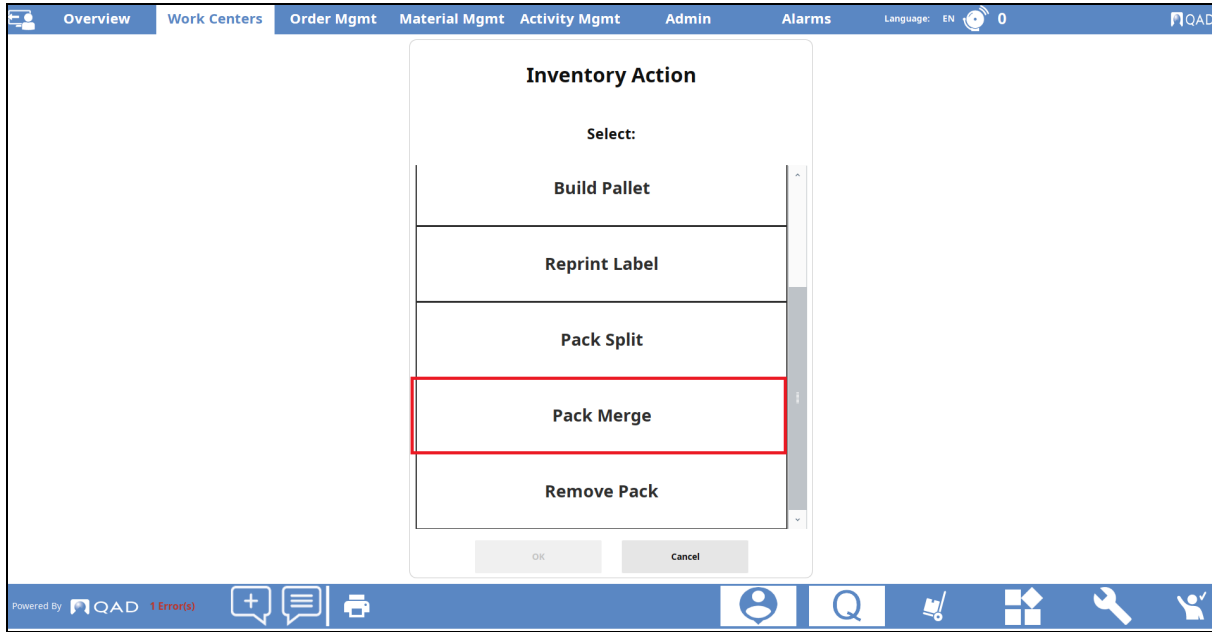 Overview Work Centers Order Mgmt Material Mgmt Activity Mgmt Admin Alarms Language: EN 0 QAD
Inventory Action
Select:
Build Pallet
Reprint Label
Pack Split
Pack Merge
Remove Pack
OK Cancel
Powered By QAD 1 Error(s) Q